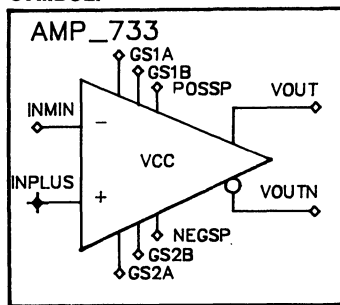 AMP_733
GS1A
GS1B
POSSP
VOUT
INMIN
-
VCC
INPLUS
+
VOUTN
NEGSP
GS2B
GS2A